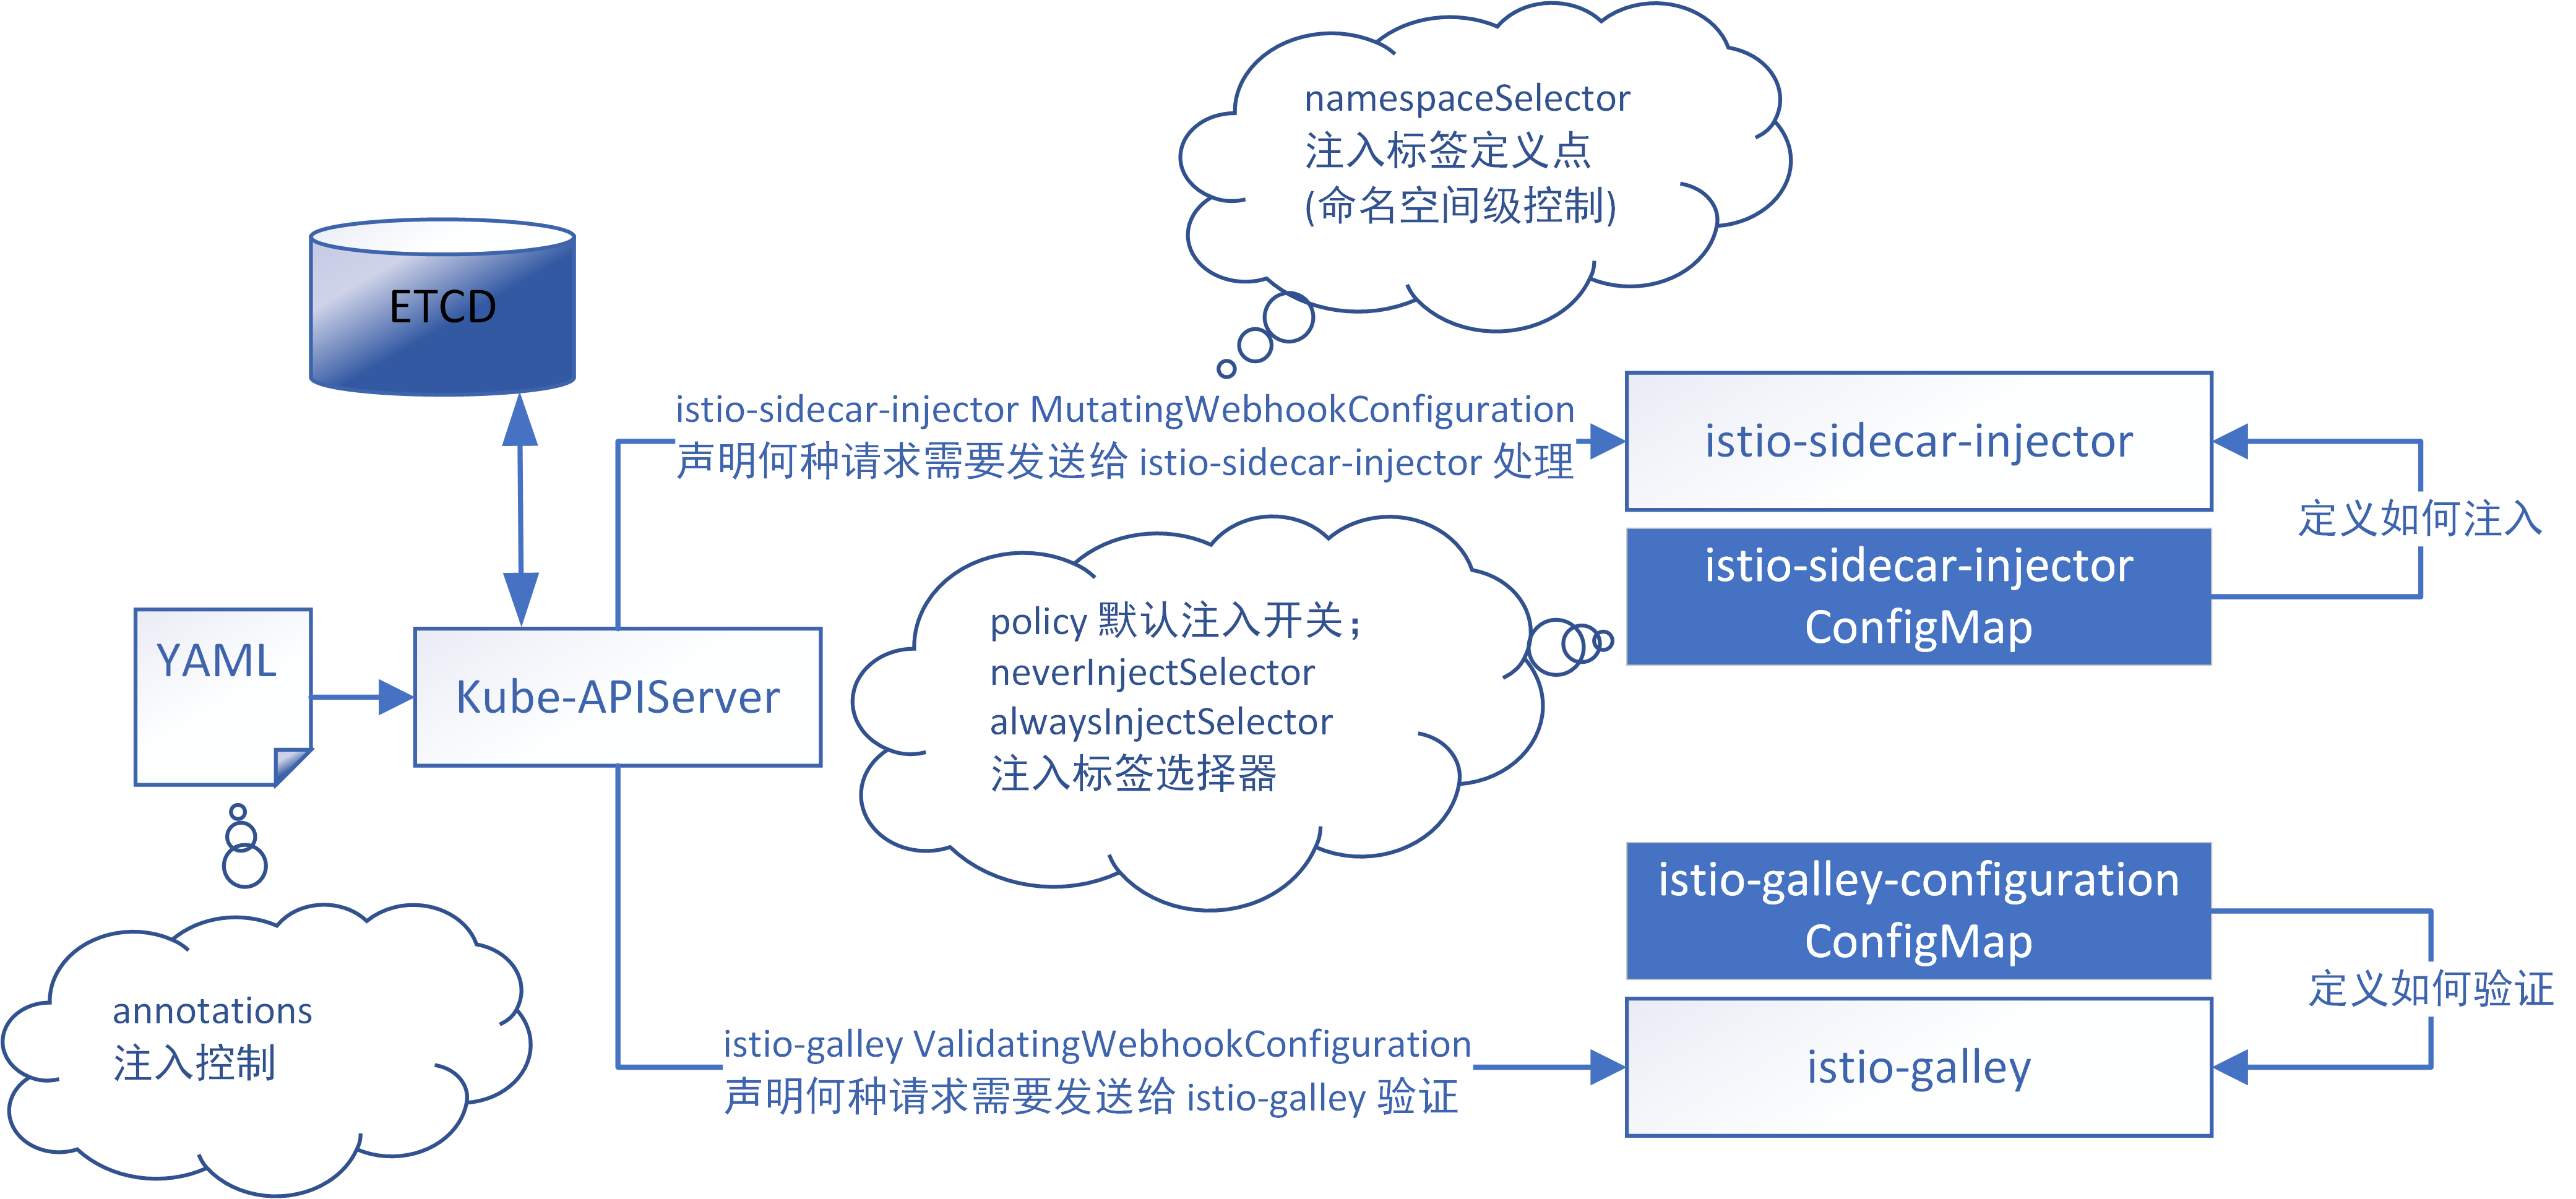 namespaceSelector
注入标签定义点
(命名空间级控制)
ETCD
istio-sidecar-injector MutatingWebhookConfiguration
声明何种请求需要发送给 istio-sidecar-injector 处理
istio-sidecar-injector
定义如何注入
istio-sidecar-injector
ConfigMap
policy 默认注入开关；
neverInjectSelector
alwaysInjectSelector
注入标签选择器
YAML
Kube-APIServer
istio-galley-configuration
ConfigMap
定义如何验证
annotations
注入控制
istio-galley ValidatingWebhookConfiguration
声明何种请求需要发送给 istio-galley 验证
istio-galley